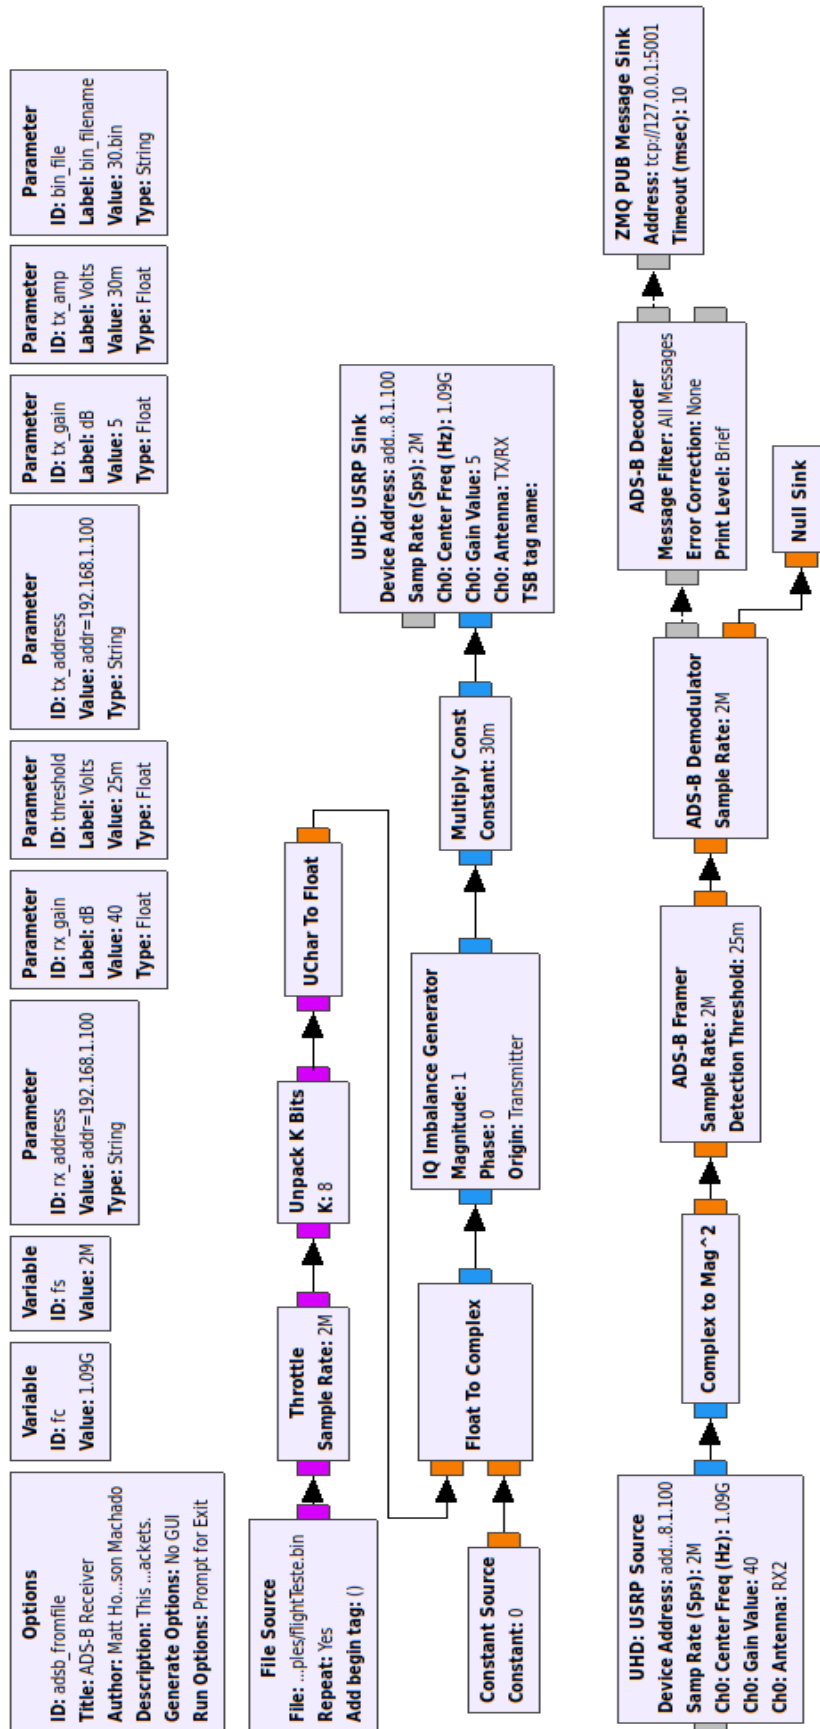 Options
ID: adsb_fromfile
Title: ADS-B Receiver
Author: Matt Ho...son Machado
Description: This ...ackets.
Generate Options: No GUI
Run Options: Prompt for Exit
Variable
ID: fc
Value: 1.09G
Variable
ID: fs
Value: 2M
Parameter
ID: rx_address
Value: addr=192.168.1.100
Type: String
Parameter
ID: rx_gain
Label: dB
Value: 40
Type: Float
Parameter
ID: threshold
Label: Volts
Value: 25m
Type: Float
Parameter
ID: tx_address
Value: addr=192.168.1.100
Type: String
Parameter
ID: tx_gain
Label: dB
Value: 5
Type: Float
Parameter
ID: tx_amp
Label: Volts
Value: 30m
Type: Float
Parameter
ID: bin_file
Label: bin_filename
Value: 30.bin
Type: String
File Source
File: ...ples/flightTeste.bin
Repeat: Yes
Add begin tag: ()
Throttle
Sample Rate: 2M
Unpack K Bits
K: 8
UChar To Float
Constant Source
Constant: 0
Float To Complex
IQ Imbalance Generator
Magnitude: 1
Phase: 0
Origin: Transmitter
Multiply Const
Constant: 30m
UHD: USRP Sink
Device Address: add...8.1.100
Samp Rate (Sps): 2M
Ch0: Center Freq (Hz): 1.09G
Ch0: Gain Value: 5
Ch0: Antenna: TX/RX
TSB tag name:
UHD: USRP Source
Device Address: add...8.1.100
Samp Rate (Sps): 2M
Ch0: Center Freq (Hz): 1.09G
Ch0: Gain Value: 40
Ch0: Antenna: RX2
Complex to Mag^2
ADS-B Framer
Sample Rate: 2M
Detection Threshold: 25m
ADS-B Demodulator
Sample Rate: 2M
ADS-B Decoder
Message Filter: All Messages
Error Correction: None
Print Level: Brief
Null Sink
ZMQ PUB Message Sink
Address: tcp://127.0.0.1:5001
Timeout (msec): 10